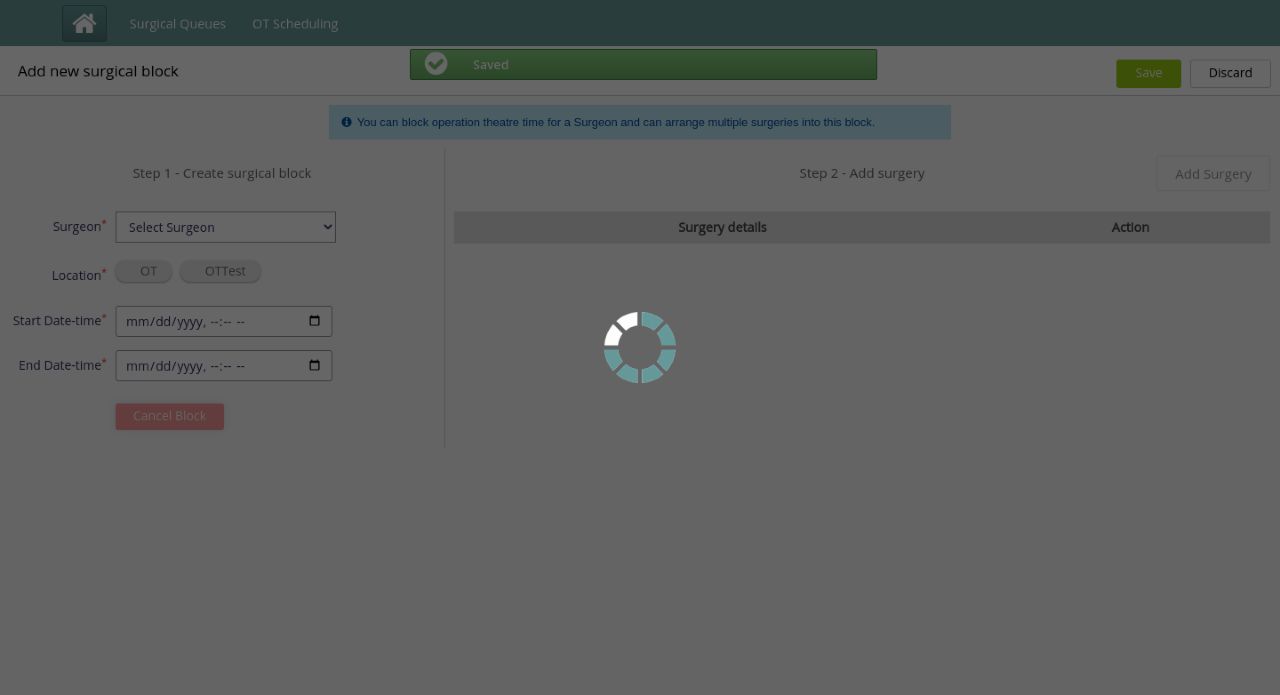 Surgical Queues OT Scheduling
Saved
Add new surgical block
Save Discard
You can block operation theatre time for a Surgeon and can arrange multiple surgeries into this block.
Step 1 - Create surgical block
Step 2 - Add surgery
Add Surgery
Surgeon* Select Surgeon
Surgery details Action
Location* OT OTTest
Start Date-time* mm/dd/yyyy, --:-- --
End Date-time* mm/dd/yyyy, --:-- --
Cancel Block